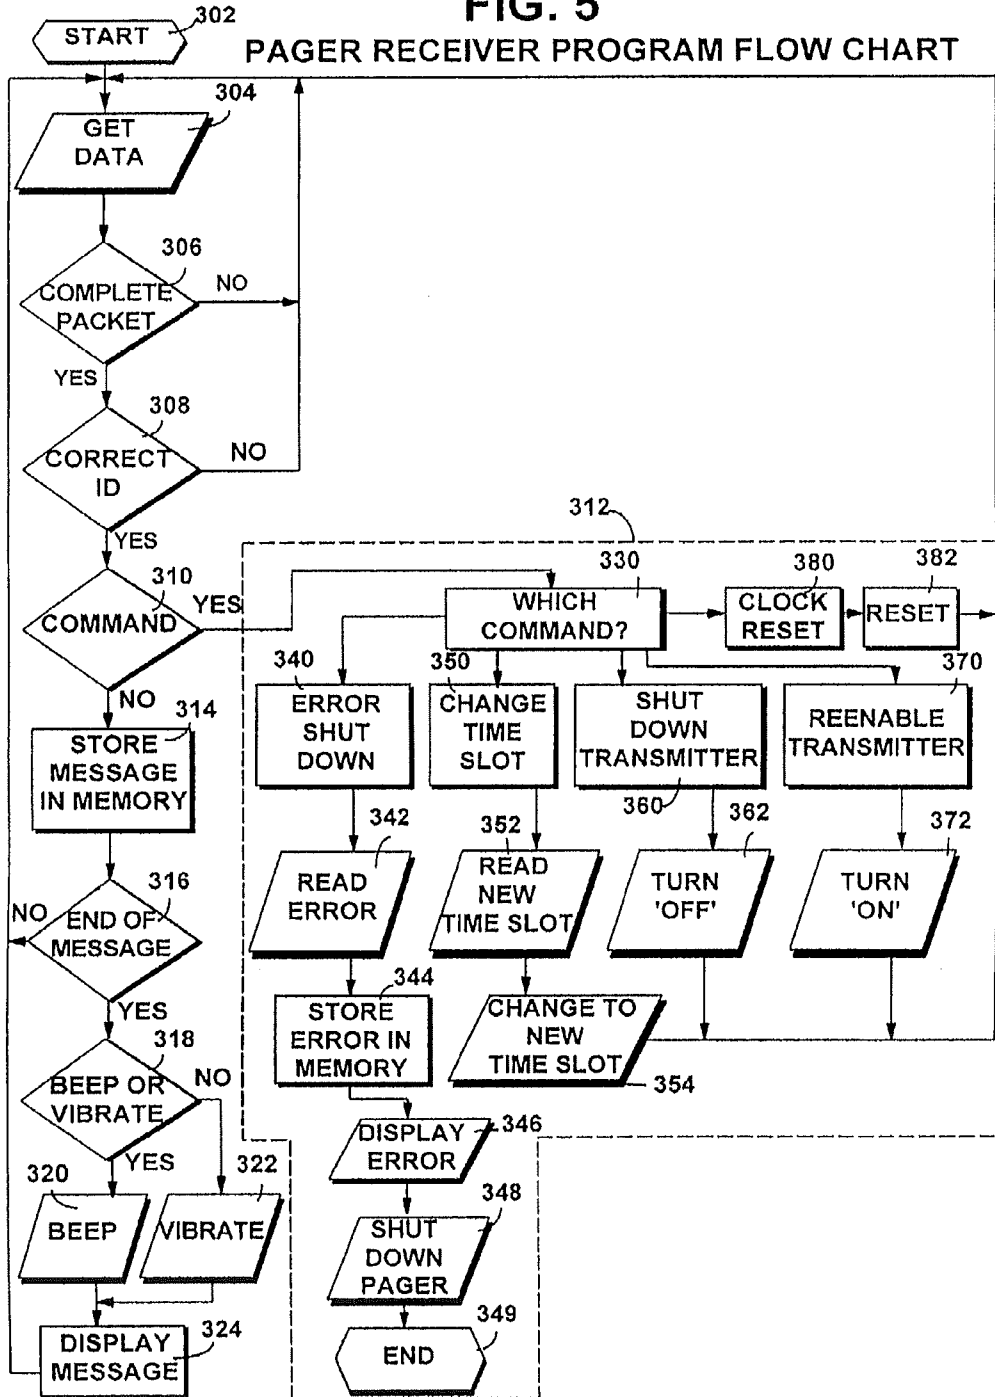 FIG. 5
PAGER RECEIVER PROGRAM FLOW CHART
START
302
GET
DATA
304
COMPLETE
PACKET
306
NO
YES
CORRECT
ID
308
NO
YES
COMMAND
310
YES
NO
STORE
MESSAGE
IN MEMORY
314
END OF
MESSAGE
316
NO
YES
BEEP OR
VIBRATE
318
NO
YES
320
BEEP
322
VIBRATE
DISPLAY
MESSAGE
324
312
330
WHICH
COMMAND?
380
CLOCK
RESET
382
RESET
340
ERROR
SHUT
DOWN
350
CHANGE
TIME
SLOT
SHUT
DOWN
TRANSMITTER
360
370
REENABLE
TRANSMITTER
342
READ
ERROR
352
READ
NEW
TIME SLOT
362
TURN
'OFF'
372
TURN
'ON'
344
STORE
ERROR IN
MEMORY
CHANGE TO
NEW
TIME SLOT
354
DISPLAY
ERROR
346
SHUT
DOWN
PAGER
348
END
349